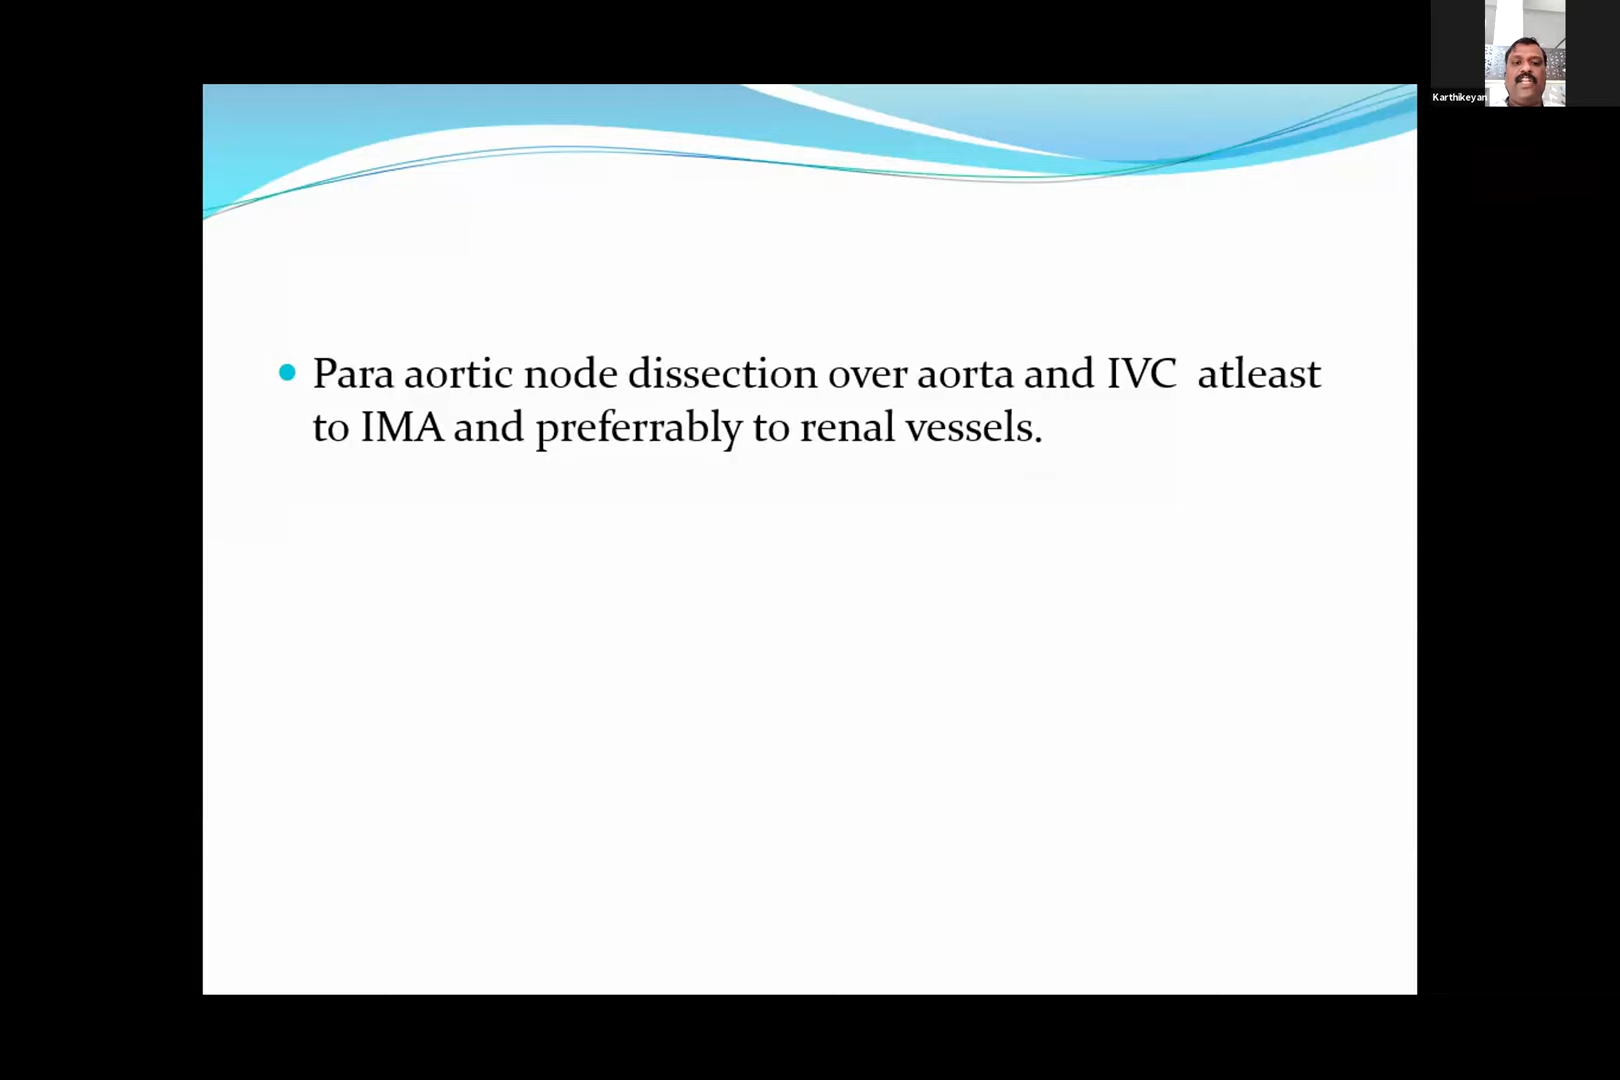 Karthikeyan
Para aortic node dissection over aorta and IVC  atleast
to IMA and preferrably to renal vessels.